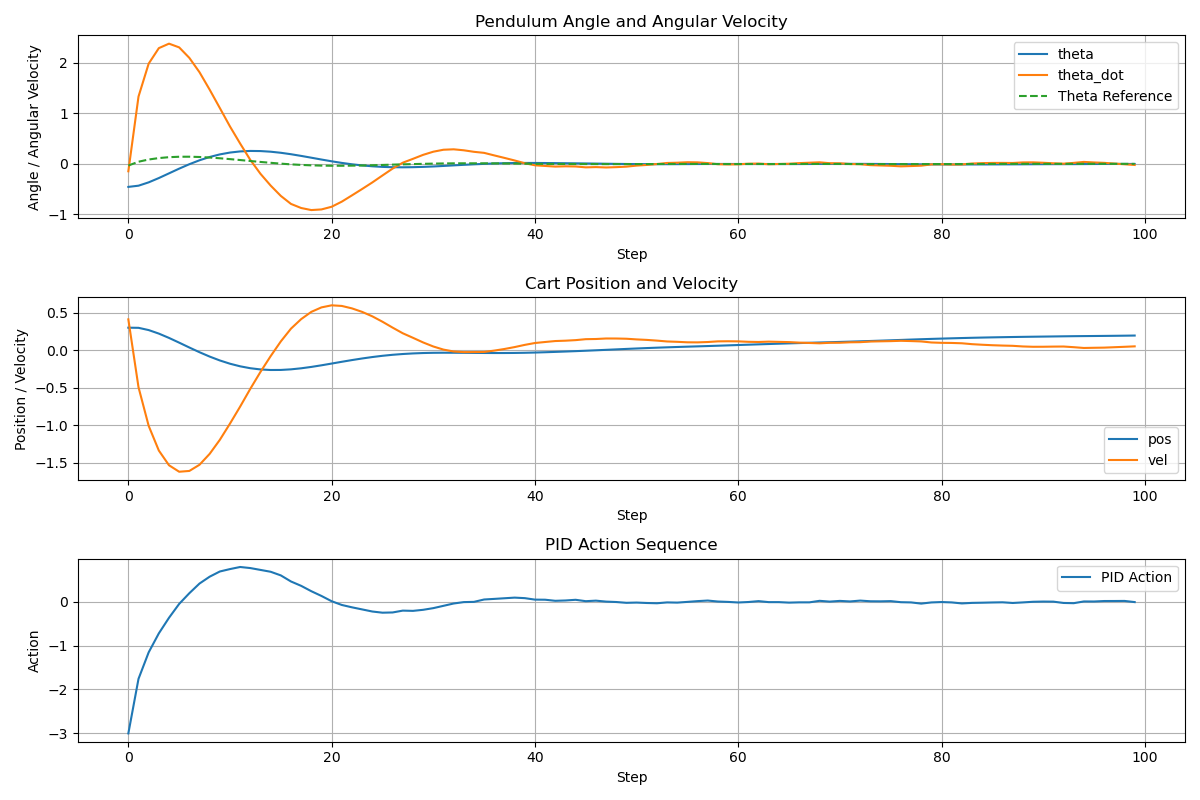 Pendulum Angle and Angular Velocity
Angle / Angular Velocity
2
1
0
−1
theta
theta_dot
Theta Reference
0 20 40 60 80 100
Step
Cart Position and Velocity
Position / Velocity
0.5
0.0
−0.5
−1.0
−1.5
pos
vel
0 20 40 60 80 100
Step
PID Action Sequence
Action
0
−1
−2
−3
PID Action
0 20 40 60 80 100
Step